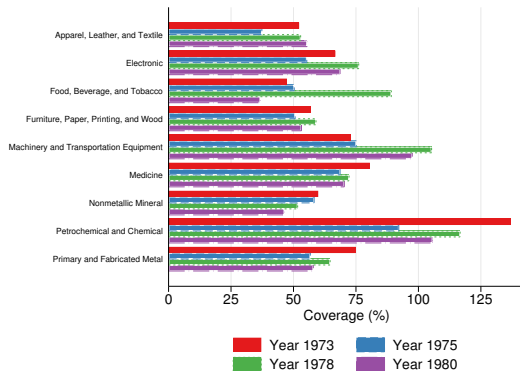 Apparel, Leather, and Textile
Electronic
Food, Beverage, and Tobacco
Furniture, Paper, Printing, and Wood
Machinery and Transportation Equipment
Medicine
Nonmetallic Mineral
Petrochemical and Chemical
Primary and Fabricated Metal
0 25 50 75 100 125
Coverage (%)
Year 1973 Year 1975
Year 1978 Year 1980